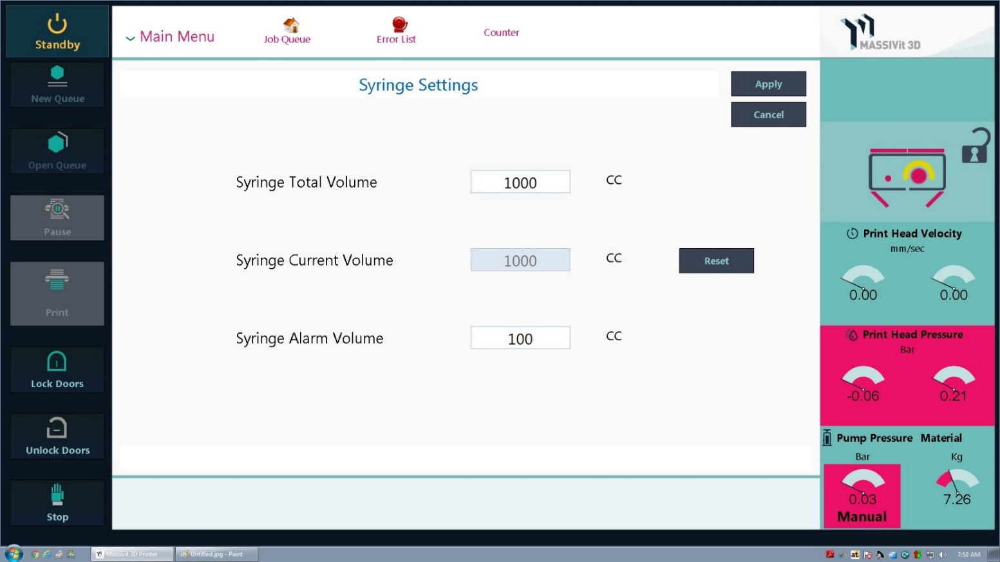 Standby
New Queue
Open Queue
Pause
Print
Lock Doors
Unlock Doors
Stop
Main Menu
Job Queue
Error List
Counter
MASSIVit 3D
Syringe Settings
Apply
Cancel
Syringe Total Volume 1000 CC
Syringe Current Volume 1000 CC Reset
Syringe Alarm Volume 100 CC
Print Head Velocity
mm/sec
0.00 0.00
Print Head Pressure
Bar
-0.06 0.21
Pump Pressure Material
Bar Kg
0.03 7.26
Manual
Massivit 3D Printer Untitled.jpg - Paint at 7:50 AM